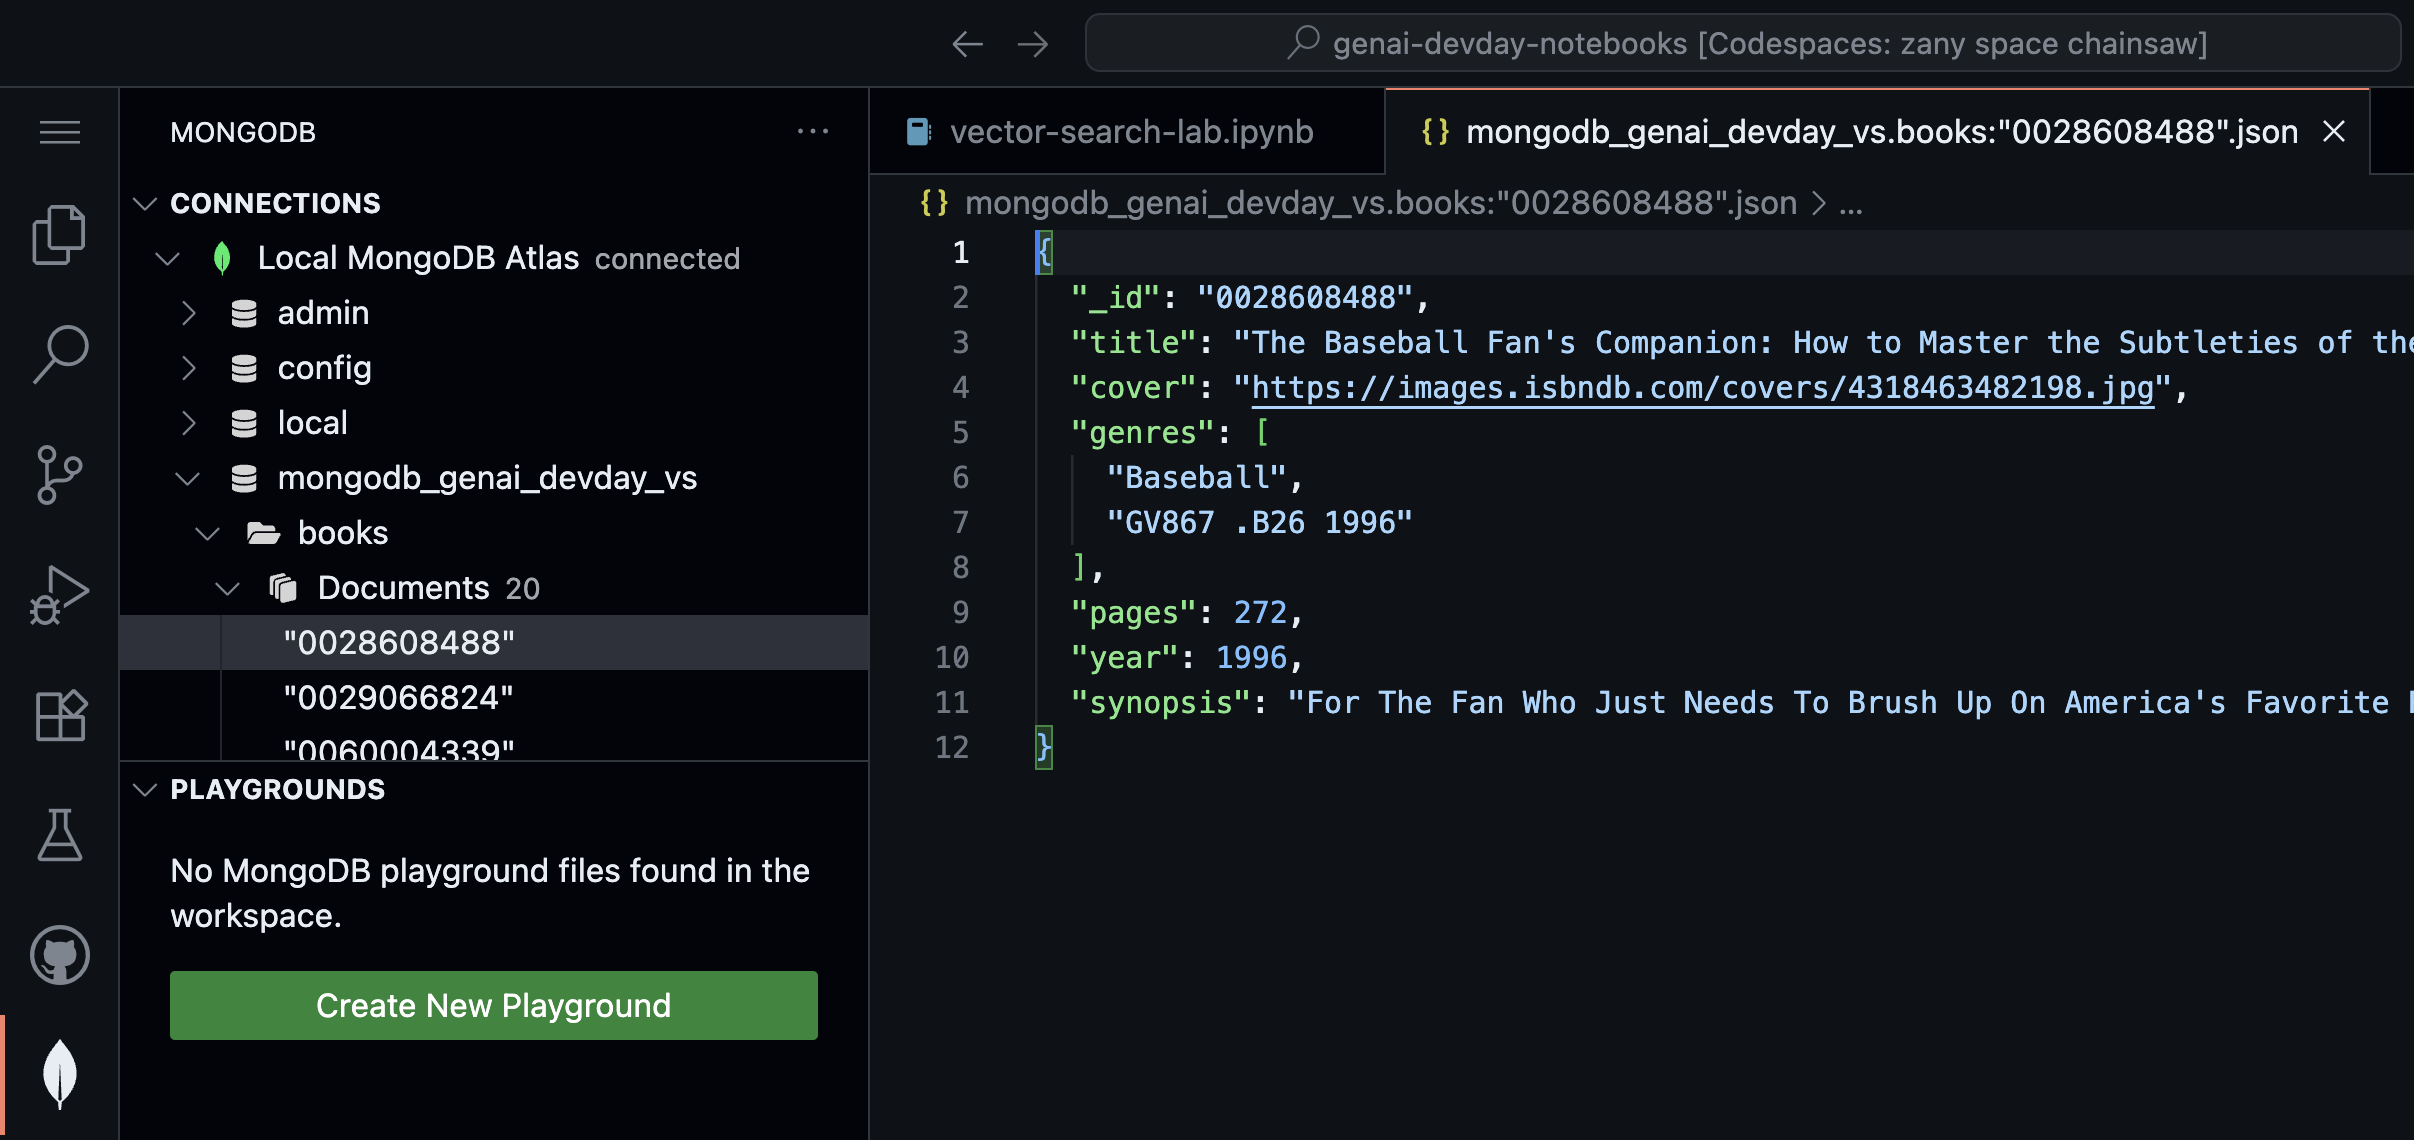 genai-devday-notebooks [Codespaces: zany space chainsaw]
MONGODB
CONNECTIONS
Local MongoDB Atlas connected
admin
config
local
mongodb_genai_devday_vs
books
Documents 20
"0028608488"
"0029066824"
"0060004339"
PLAYGROUNDS
No MongoDB playground files found in the
workspace.
Create New Playground
vector-search-lab.ipynb
{} mongodb_genai_devday_vs.books:"0028608488".json
{} mongodb_genai_devday_vs.books:"0028608488".json > ...
1 {
2 "_id": "0028608488",
3 "title": "The Baseball Fan's Companion: How to Master the Subtleties of the
4 "cover": "https://images.isbndb.com/covers/4318463482198.jpg",
5 "genres": [
6 "Baseball",
7 "GV867 .B26 1996"
8 ],
9 "pages": 272,
10 "year": 1996,
11 "synopsis": "For The Fan Who Just Needs To Brush Up On America's Favorite
12 }